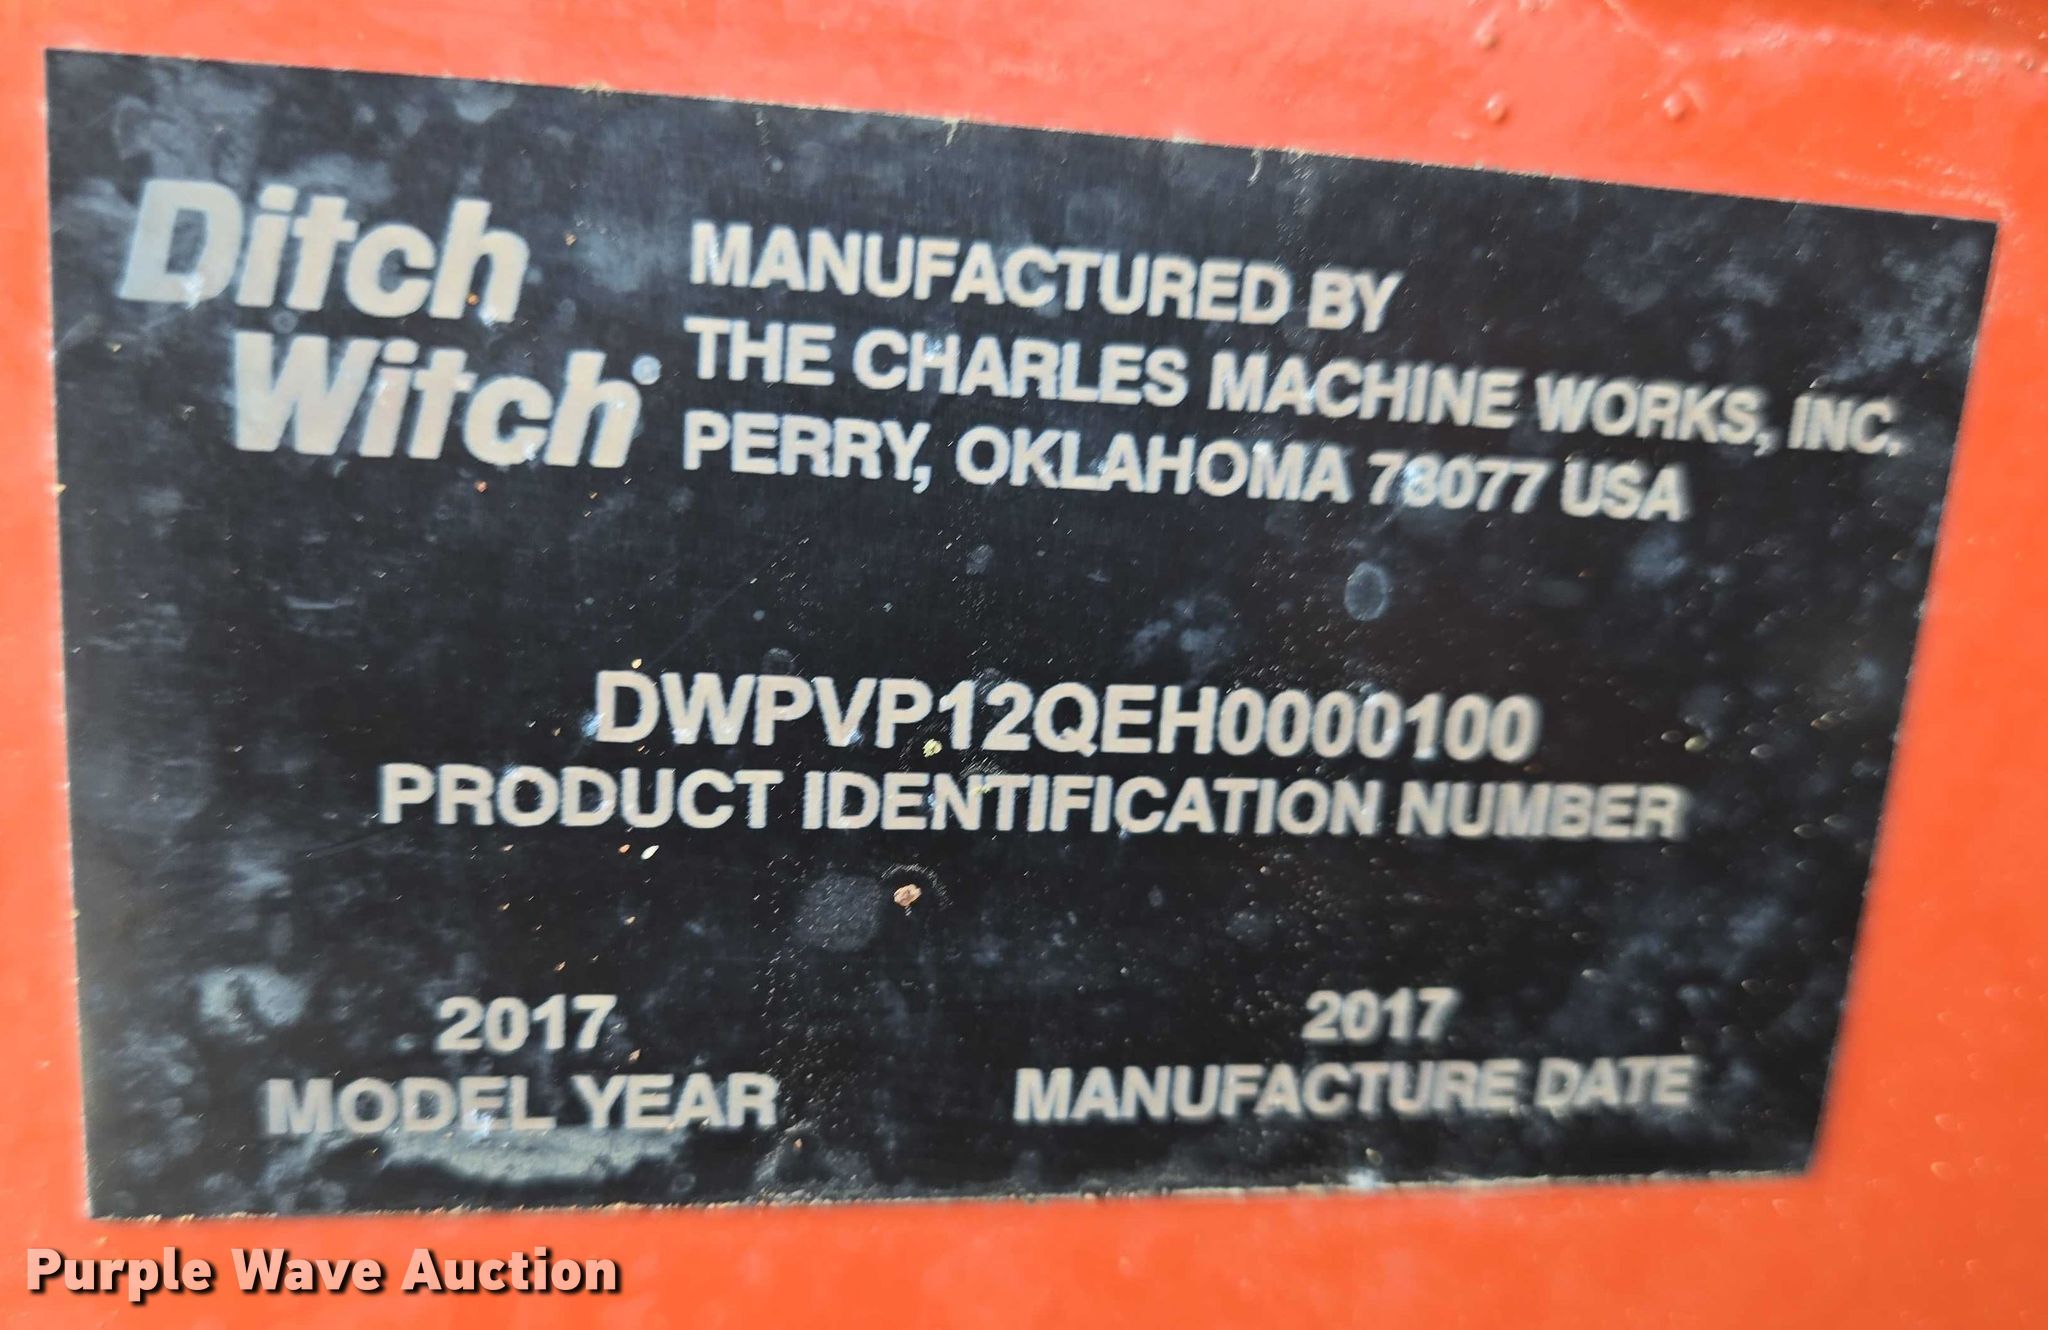 Ditch Witch®
MANUFACTURED BY
THE CHARLES MACHINE WORKS, INC.
PERRY, OKLAHOMA 73077 USA
DWPVP12QEH0000100
PRODUCT IDENTIFICATION NUMBER
2017
MODEL YEAR
2017
MANUFACTURE DATE
Purple Wave Auction